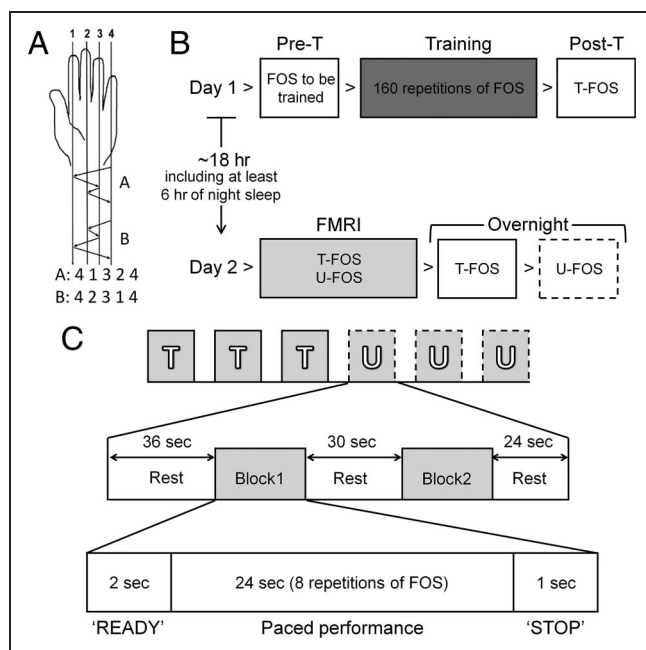 A
1 2 3 4
A
B
A: 4 1 3 2 4
B: 4 2 3 1 4
B
Pre-T Training Post-T
Day 1 > FOS to be trained > 160 repetitions of FOS > T-FOS
~18 hr
including at least
6 hr of night sleep
FMRI Overnight
Day 2 > T-FOS U-FOS > T-FOS > U-FOS
C
T T T U U U
36 sec 30 sec 24 sec
Rest Block1 Rest Block2 Rest
2 sec 24 sec (8 repetitions of FOS) 1 sec
'READY' Paced performance 'STOP'